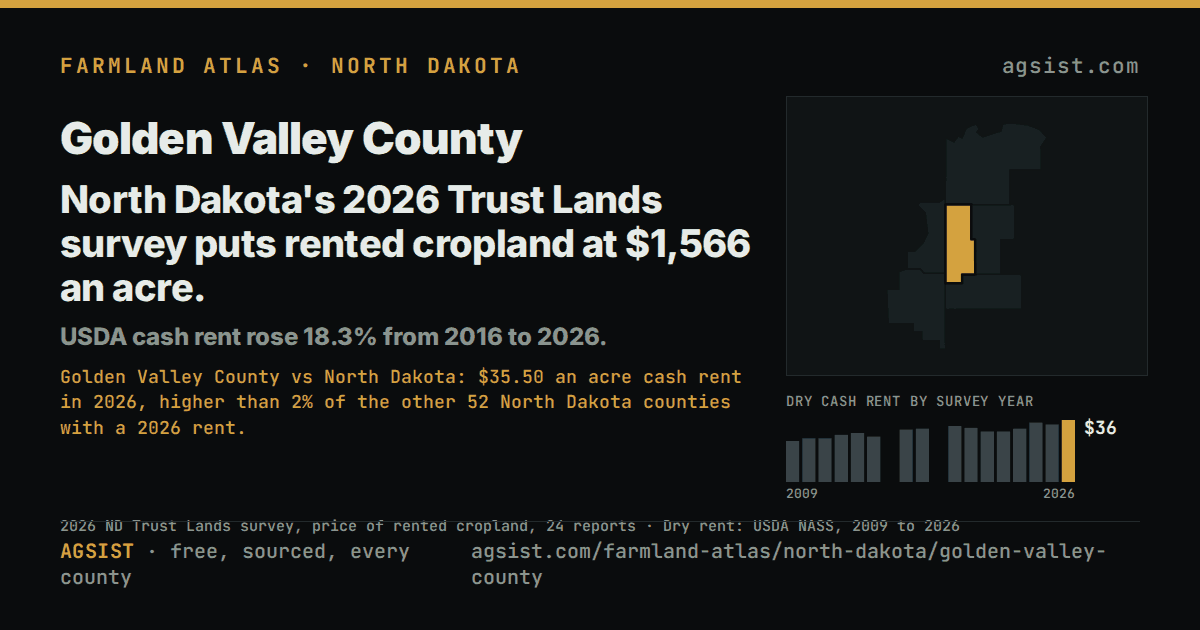 FARMLAND ATLAS · NORTH DAKOTA
agsist.com
Golden Valley County
North Dakota's 2026 Trust Lands
survey puts rented cropland at $1,566
an acre.
USDA cash rent rose 18.3% from 2016 to 2026.
Golden Valley County vs North Dakota: $35.50 an acre cash rent
in 2026, higher than 2% of the other 52 North Dakota counties
with a 2026 rent.
DRY CASH RENT BY SURVEY YEAR
$36
2009
2026
2026 ND Trust Lands survey, price of rented cropland, 24 reports · Dry rent: USDA NASS, 2009 to 2026
AGSIST · free, sourced, every
county
agsist.com/farmland-atlas/north-dakota/golden-valley-
county